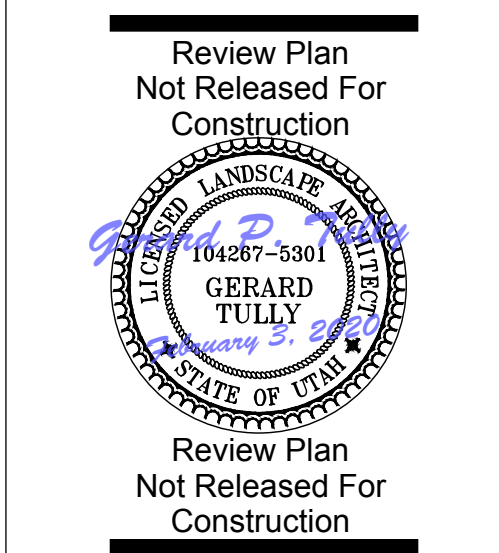 Review Plan
Not Released For
Construction
LICENSED LANDSCAPE ARCHITECT
Gerard P. Tully
104267-5301
GERARD
TULLY
February 3, 2020
STATE OF UTAH
Review Plan
Not Released For
Construction